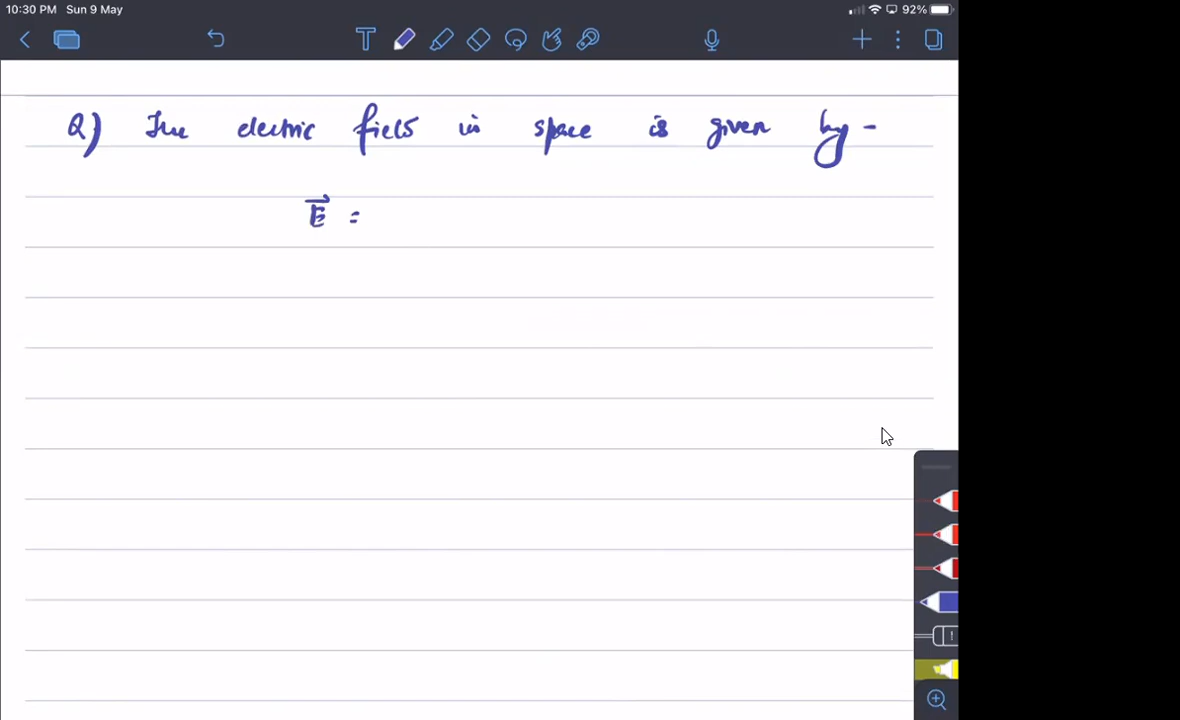 10:30 PM Sun 9 May 92%
T
Q) The electric field in space is given by -
E⃗ =